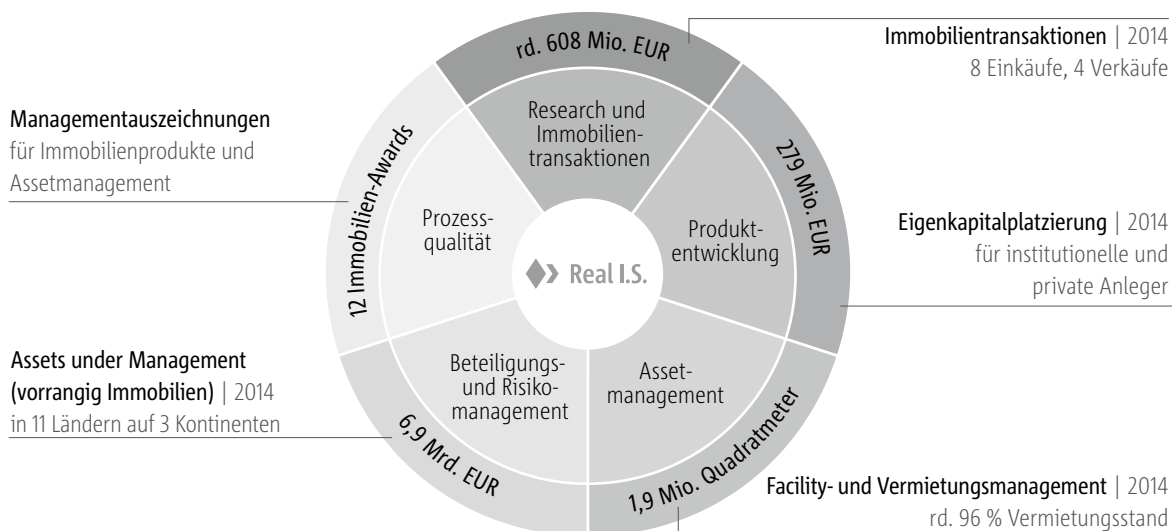 rd. 608 Mio. EUR
Immobilientransaktionen | 2014
8 Einkäufe, 4 Verkäufe
Research und
Immobilien-
transaktionen
Managementauszeichnungen
für Immobilienprodukte und
Assetmanagement
12 Immobilien-Awards
Prozess-
qualität
Real I.S.
Produkt-
entwicklung
279 Mio. EUR
Eigenkapitalplatzierung | 2014
für institutionelle und
private Anleger
Assets under Management
(vorrangig Immobilien) | 2014
in 11 Ländern auf 3 Kontinenten
Beteiligungs-
und Risiko-
management
Asset-
management
6,9 Mrd. EUR
1,9 Mio. Quadratmeter
Facility- und Vermietungsmanagement | 2014
rd. 96 % Vermietungsstand